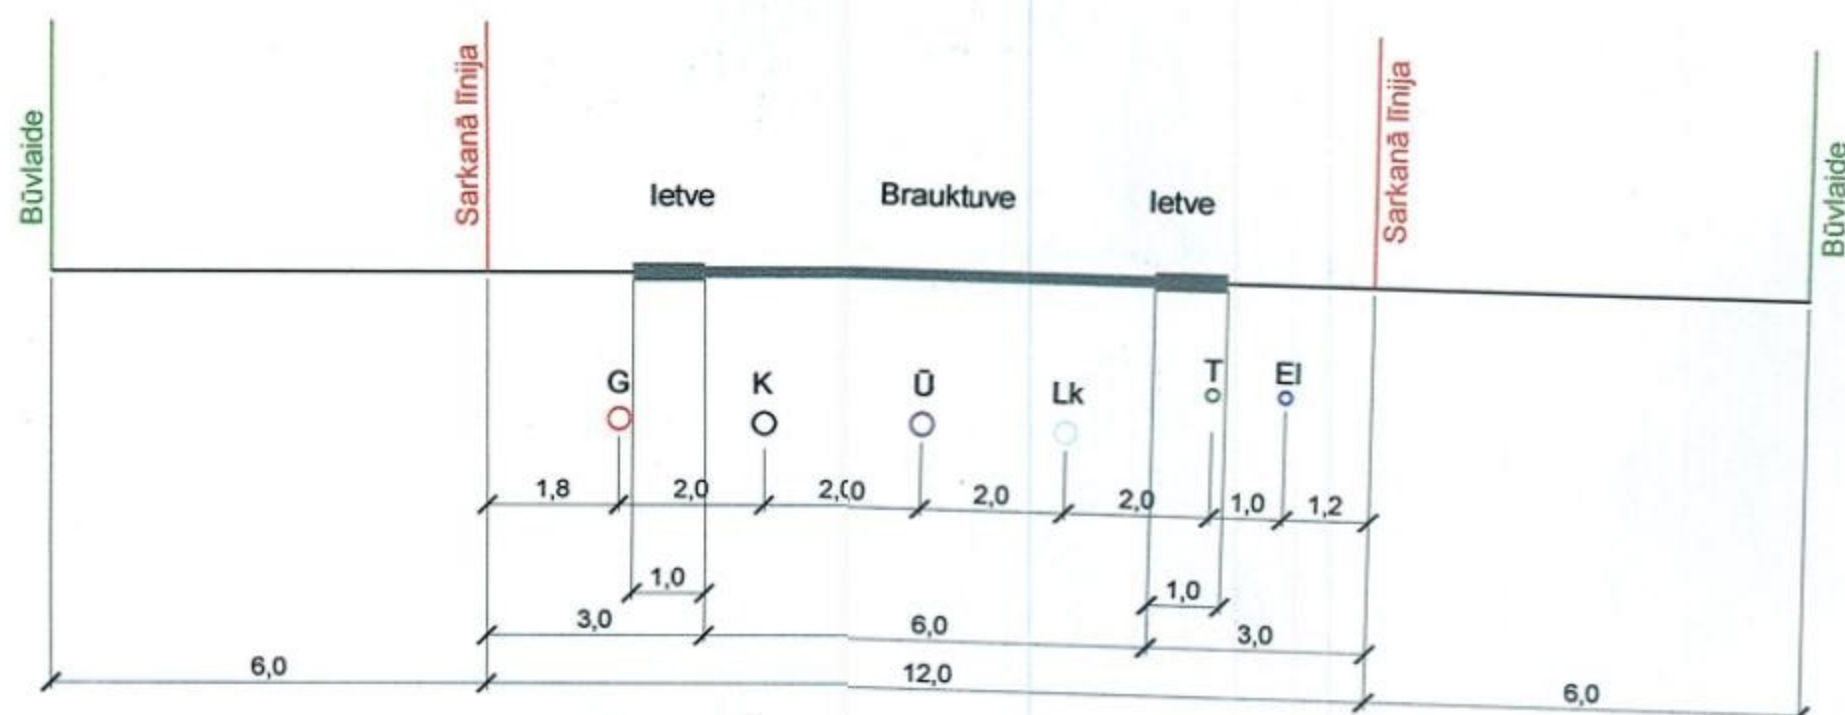 Būvlaide
Sarkanā līnija
Sarkanā līnija
Būvlaide
Ietve
Brauktuve
Ietve
G
K
Ū
Lk
T
El
1,8
2,0
2,0
2,0
2,0
1,0
1,2
1,0
1,0
3,0
6,0
3,0
6,0
12,0
6,0